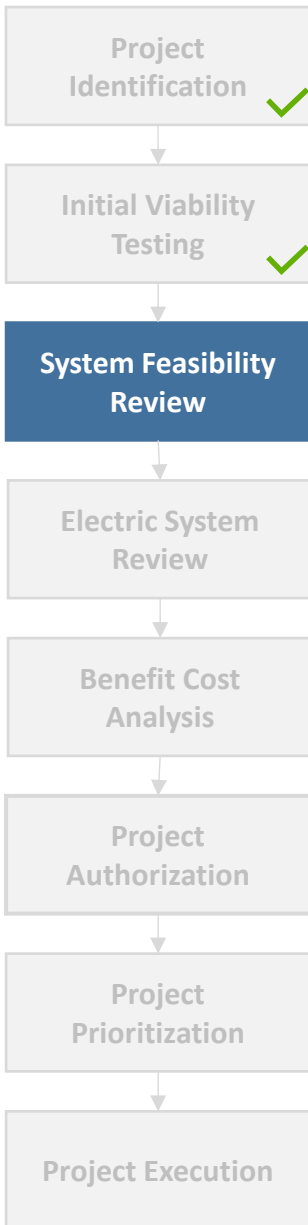 Project
Identification
Initial Viability
Testing
System Feasibility
Review
Electric System
Review
Benefit Cost
Analysis
Project
Authorization
Project
Prioritization
Project Execution